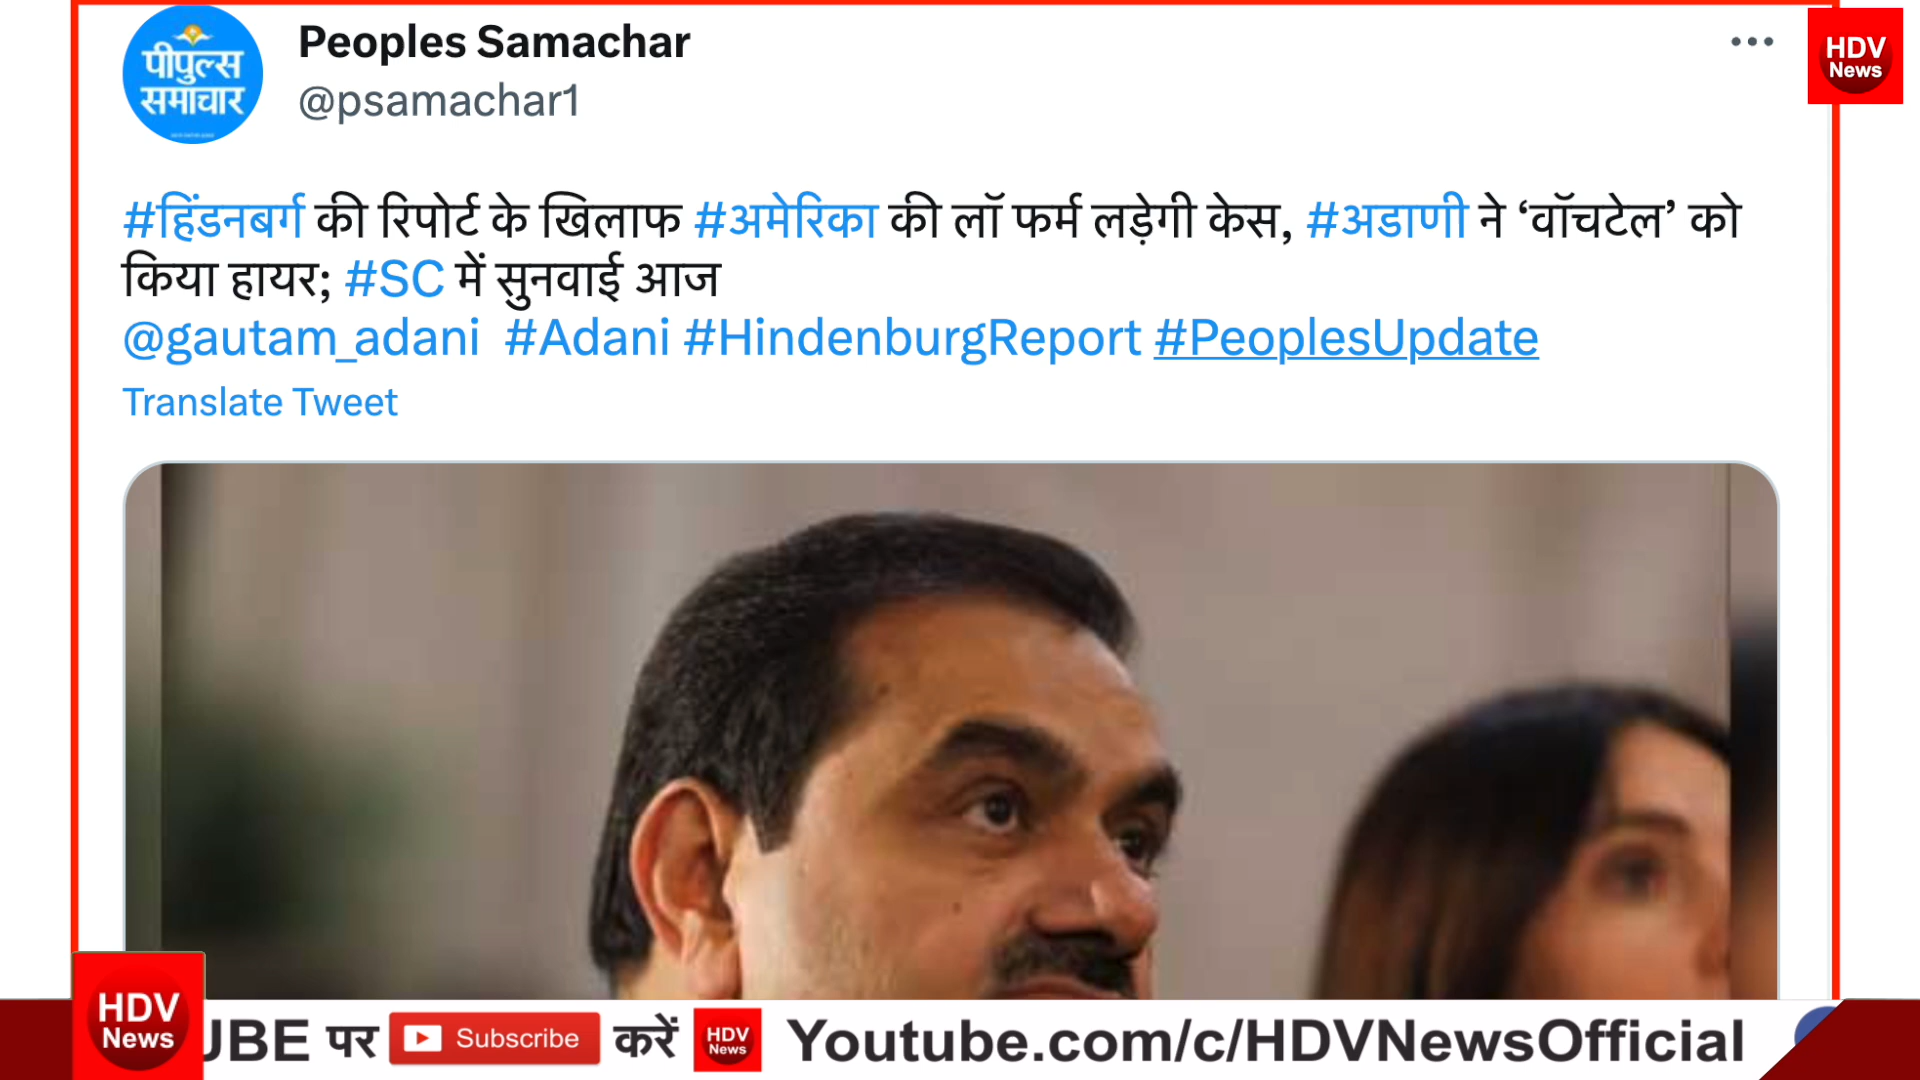 Peoples Samachar
@psamachar1
पीपुल्स
समाचार
HDV
News
#हिंडनबर्ग की रिपोर्ट के खिलाफ #अमेरिका की लॉ फर्म लड़ेगी केस, #अडाणी ने ‘वॉचटेल’ को
किया हायर; #SC में सुनवाई आज
@gautam_adani #Adani #HindenburgReport #PeoplesUpdate
Translate Tweet
HDV
News
UBE पर Subscribe करें HDV News Youtube.com/c/HDVNewsOfficial